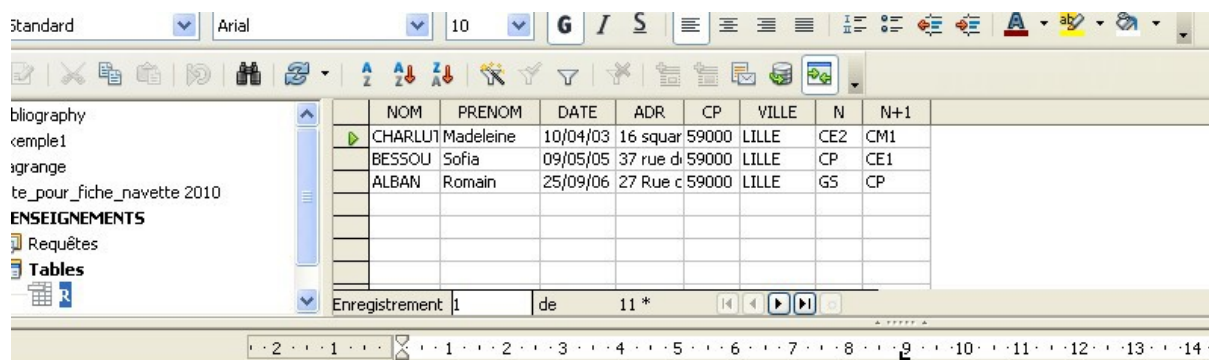 Standard Arial 10 G I S
NOM PRENOM DATE ADR CP VILLE N N+1
CHARLUT Madeleine 10/04/03 16 squar 59000 LILLE CE2 CM1
BESSOU Sofia 09/05/05 37 rue d 59000 LILLE CP CE1
ALBAN Romain 25/09/06 27 Rue c 59000 LILLE GS CP
bliography
xemple1
agrange
te_pour_fiche_navette 2010
ENSEIGNEMENTS
Requêtes
Tables
R
Enregistrement 1 de 11 *
2 1 1 2 3 4 5 6 7 8 9 10 11 12 13 14